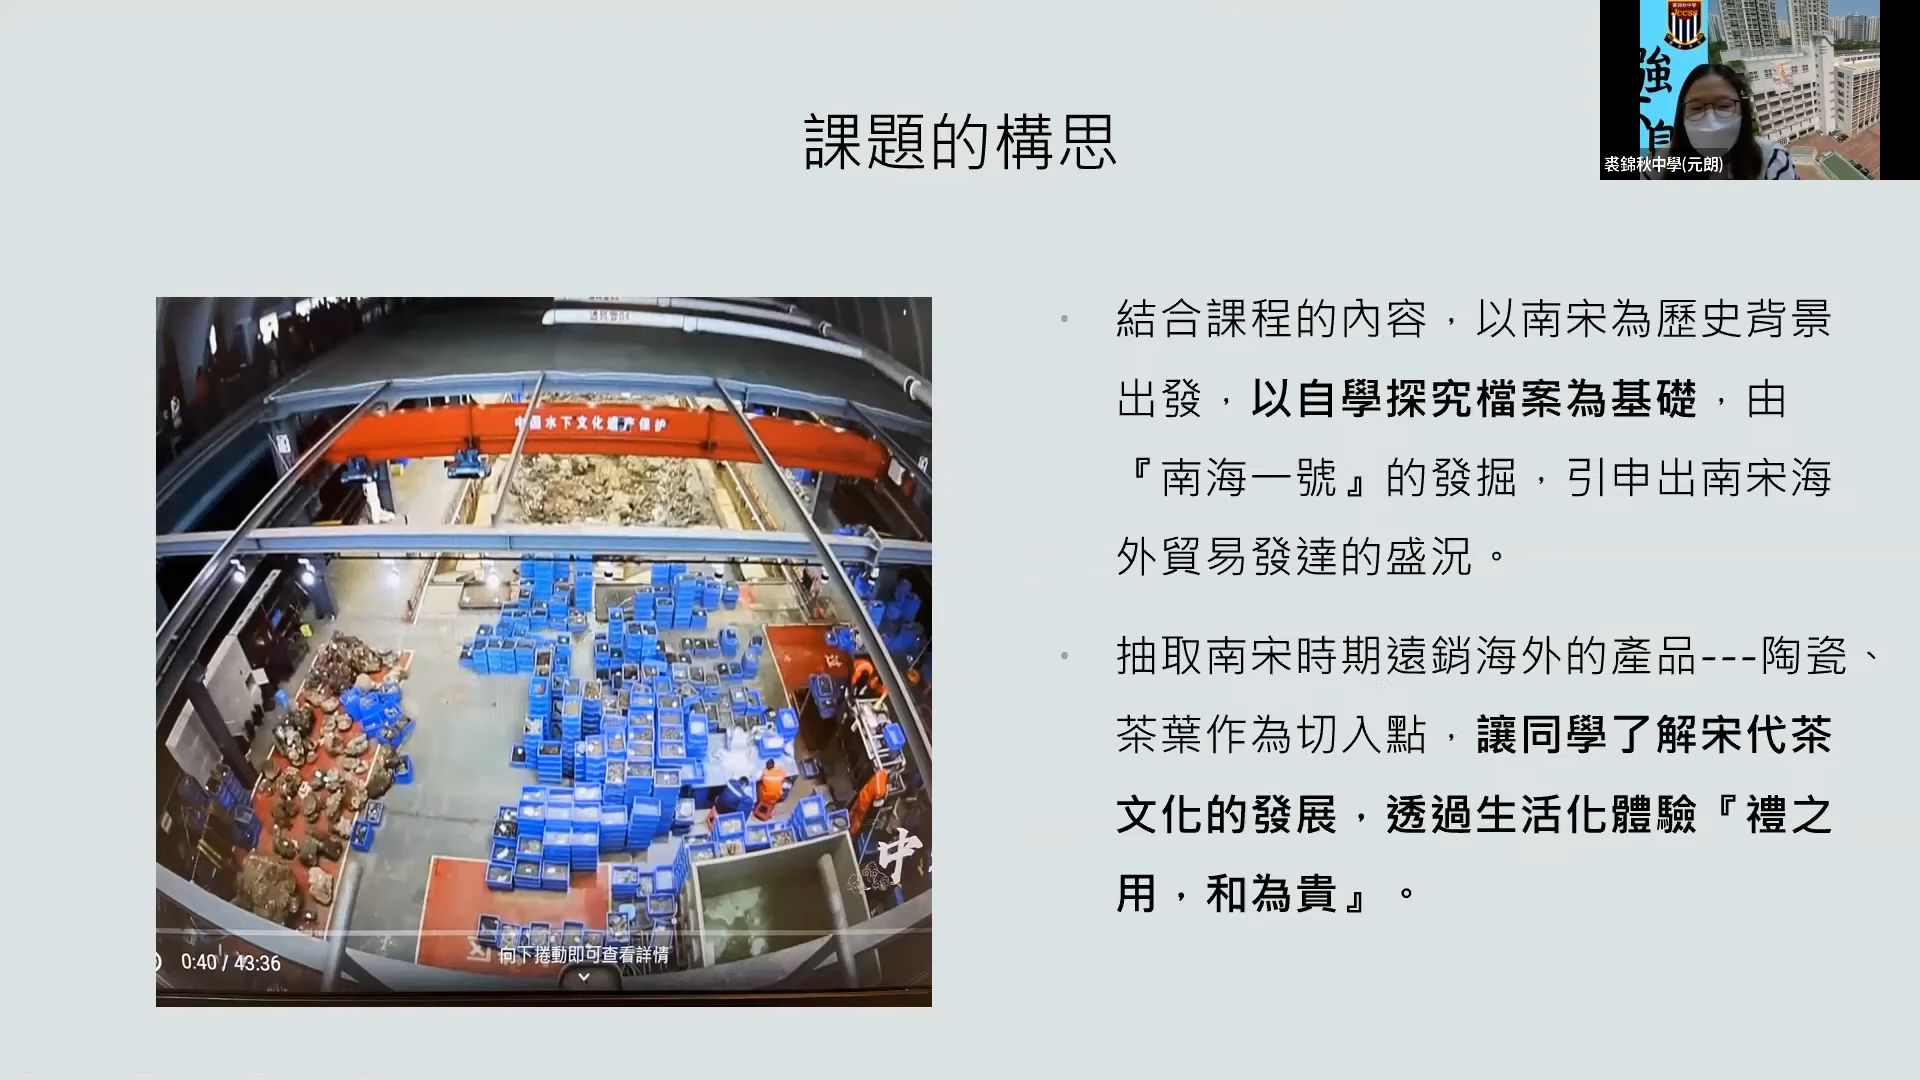 課題的構思
JCCSS
強
裘錦秋中學(元朗)
結合課程的內容，以南宋為歷史背景
出發，以自學探究檔案為基礎，由
『南海一號』的發掘，引申出南宋海
外貿易發達的盛況。
抽取南宋時期遠銷海外的產品---陶瓷、
茶葉作為切入點，讓同學了解宋代茶
文化的發展，透過生活化體驗『禮之
用，和為貴』。
中国水下文化遗产保护
中
向下捲動即可查看詳情
0:40 / 43:36